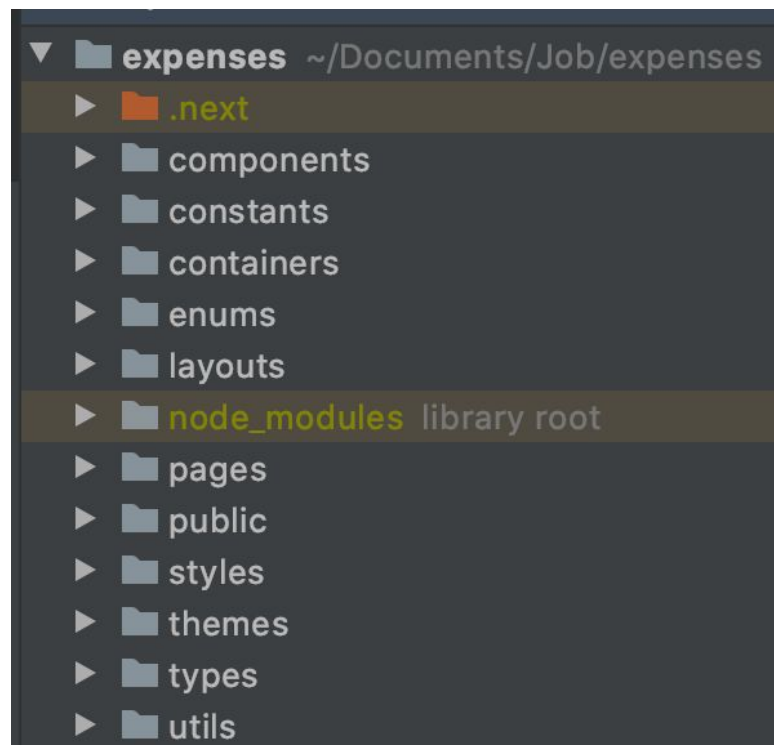 expenses ~/Documents/Job/expenses
.next
components
constants
containers
enums
layouts
node_modules library root
pages
public
styles
themes
types
utils